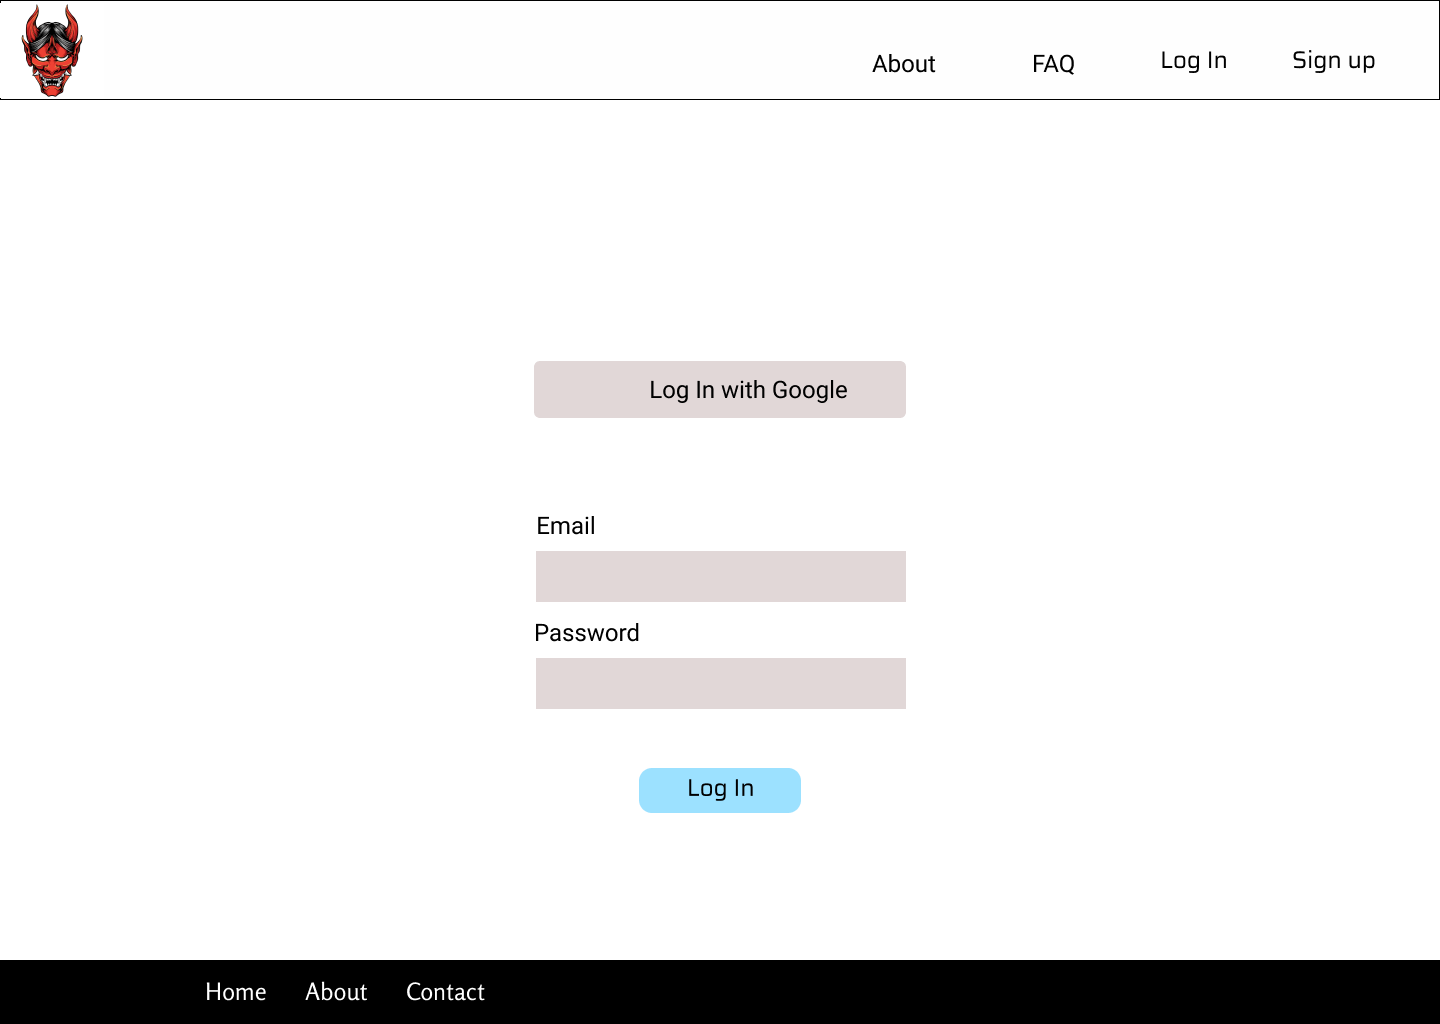 About FAQ Log In Sign up
Log In with Google
Email
Password
Log In
Home About Contact